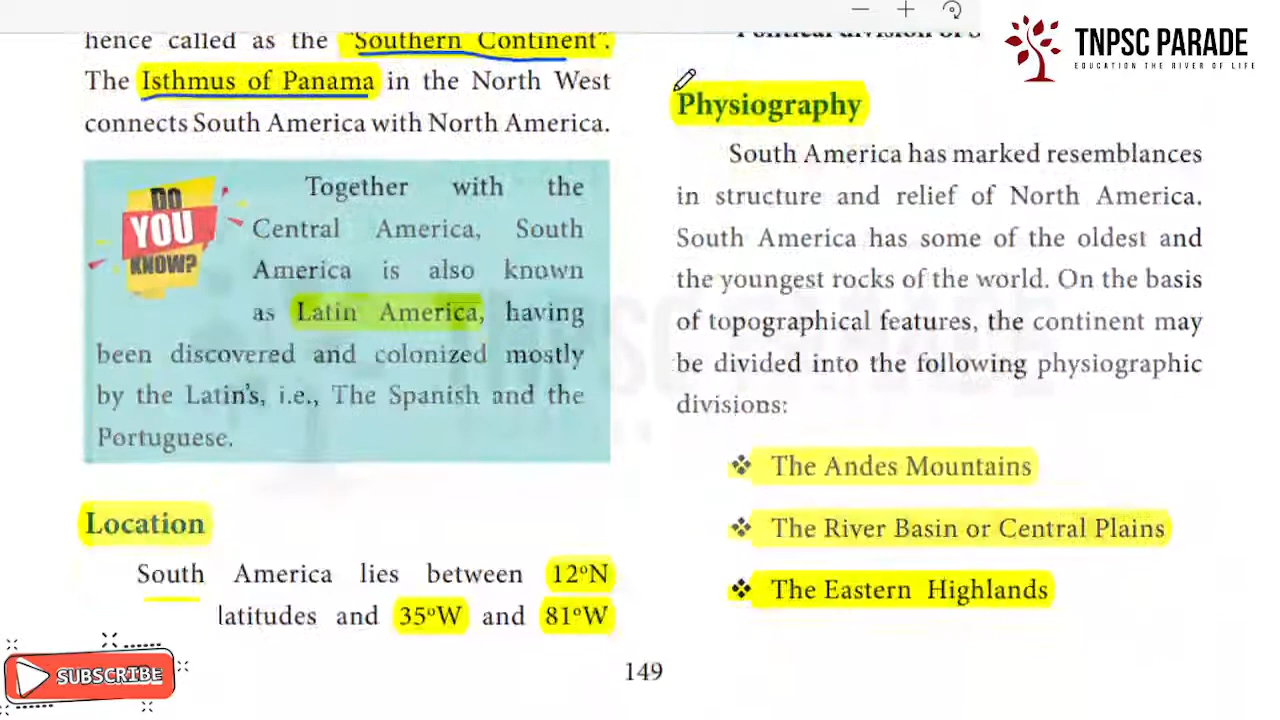 hence called as the "Southern Continent".
The Isthmus of Panama in the North West
connects South America with North America.
DO
YOU
KNOW?
Together with the
Central America, South
America is also known
as Latin America, having
been discovered and colonized mostly
by the Latin's, i.e., The Spanish and the
Portuguese.
Location
South America lies between 12°N
latitudes and 35°W and 81°W
TNPSC PARADE
EDUCATION THE RIVER OF LIFE
Physiography
South America has marked resemblances
in structure and relief of North America.
South America has some of the oldest and
the youngest rocks of the world. On the basis
of topographical features, the continent may
be divided into the following physiographic
divisions:
❖ The Andes Mountains
❖ The River Basin or Central Plains
❖ The Eastern Highlands
149
SUBSCRIBE